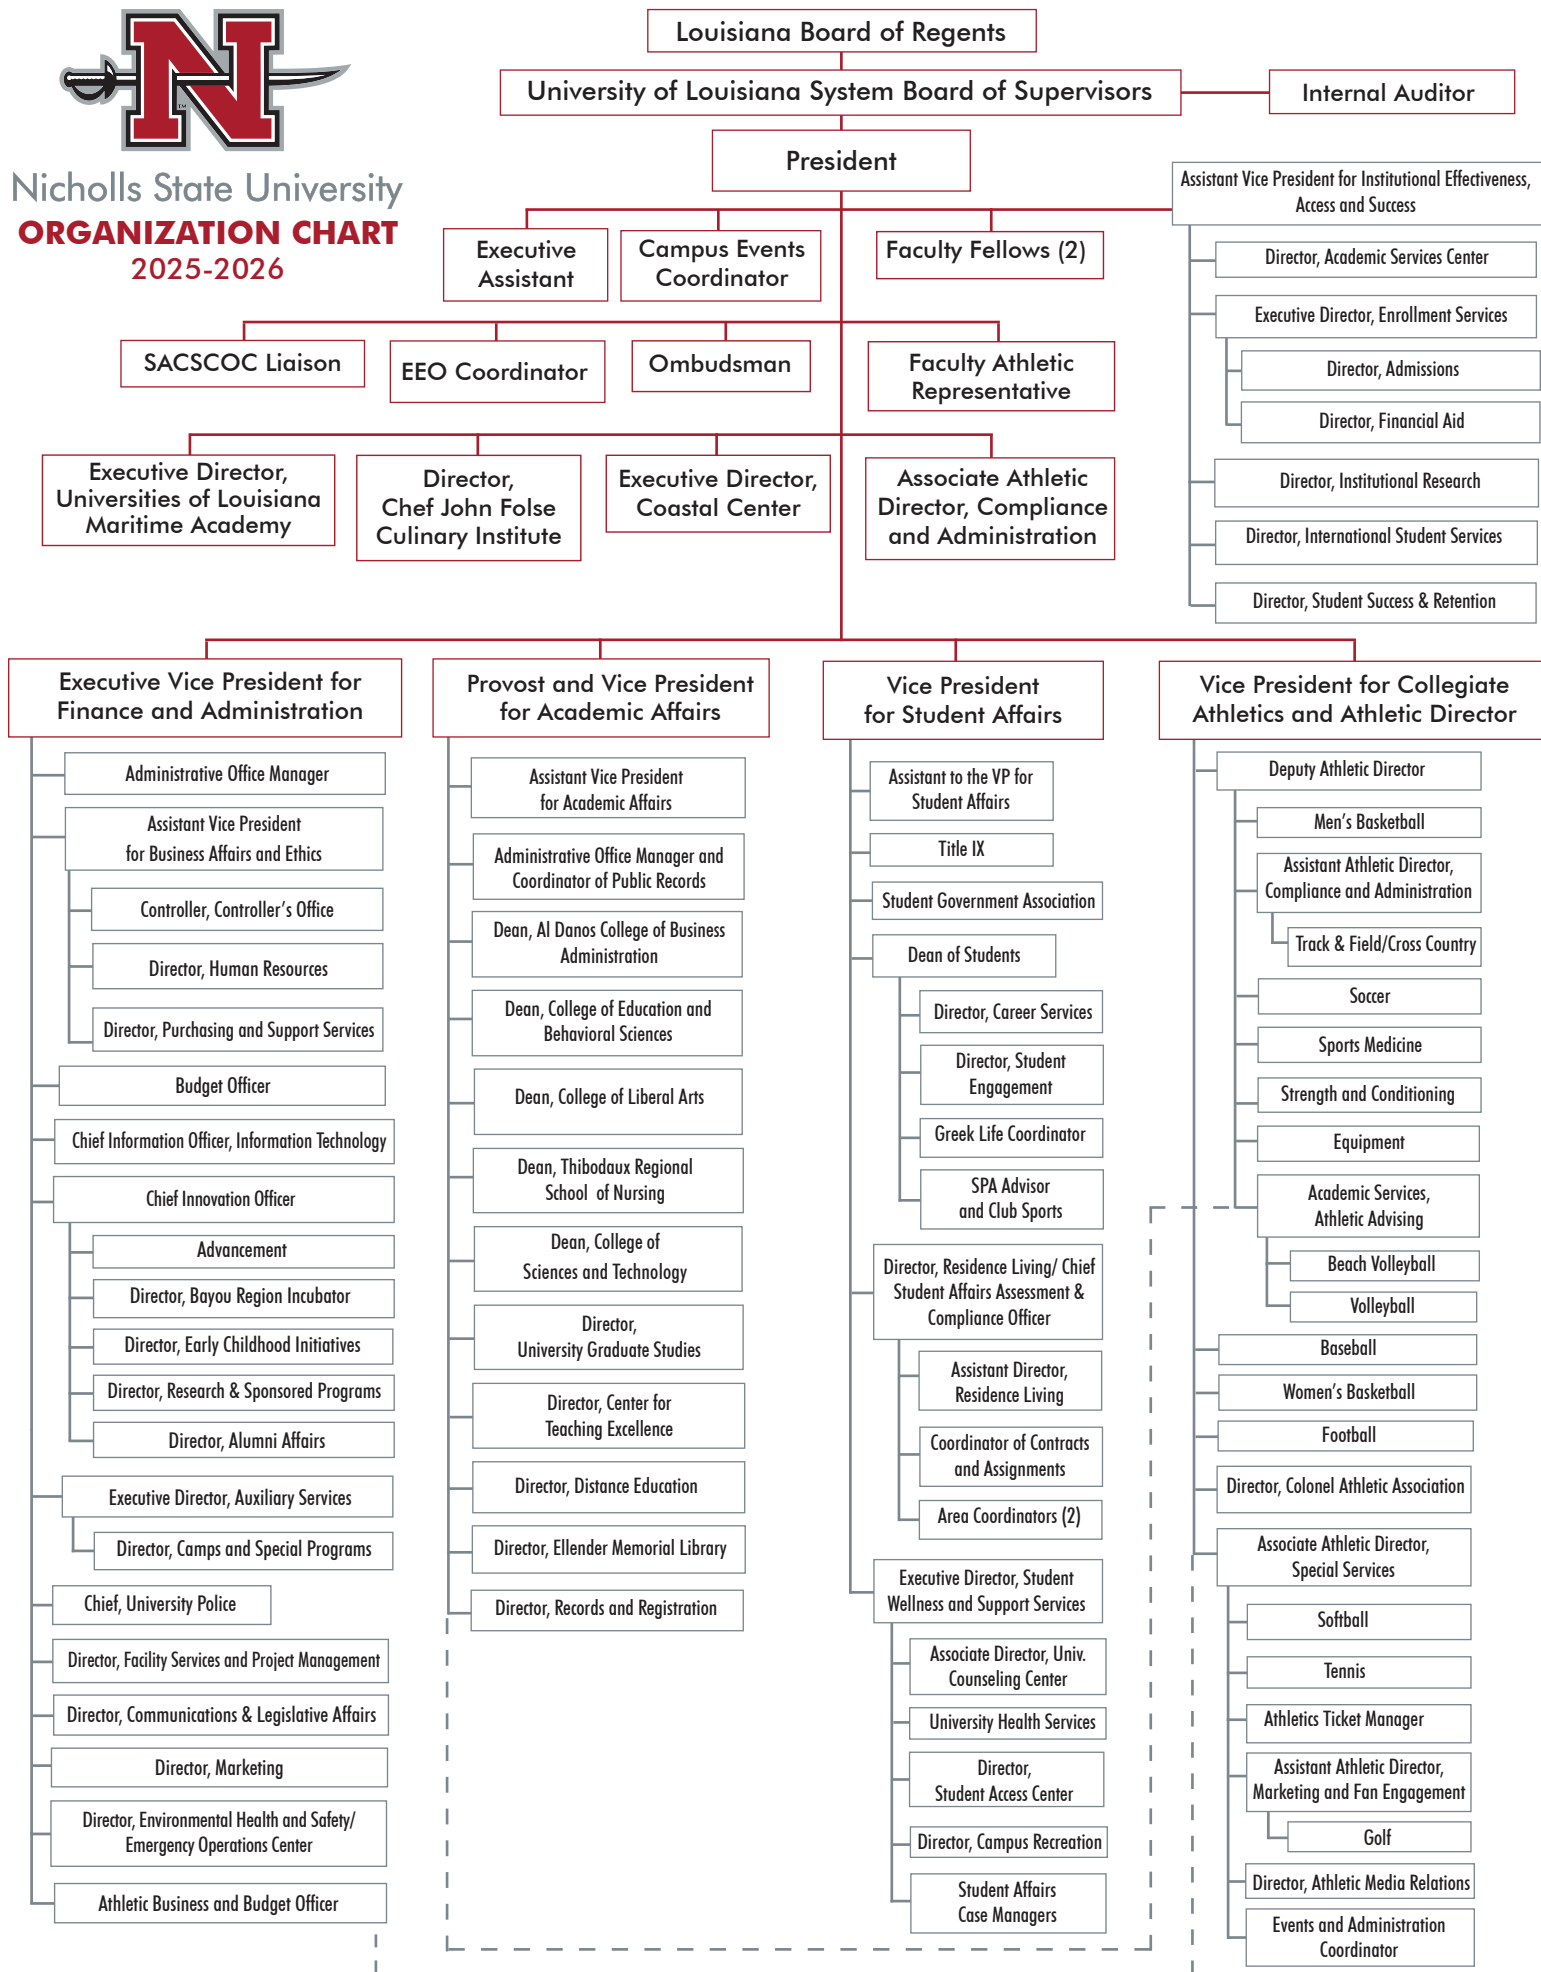 N
TM
Nicholls State University
ORGANIZATION CHART
2025-2026
Louisiana Board of Regents
University of Louisiana System Board of Supervisors
Internal Auditor
President
Executive
Assistant
Campus Events
Coordinator
Faculty Fellows (2)
SACSCOC Liaison
EEO Coordinator
Ombudsman
Faculty Athletic
Representative
Executive Director,
Universities of Louisiana
Maritime Academy
Director,
Chef John Folse
Culinary Institute
Executive Director,
Coastal Center
Associate Athletic
Director, Compliance
and Administration
Assistant Vice President for Institutional Effectiveness,
Access and Success
Director, Academic Services Center
Executive Director, Enrollment Services
Director, Admissions
Director, Financial Aid
Director, Institutional Research
Director, International Student Services
Director, Student Success & Retention
Executive Vice President for
Finance and Administration
Administrative Office Manager
Assistant Vice President
for Business Affairs and Ethics
Controller, Controller's Office
Director, Human Resources
Director, Purchasing and Support Services
Budget Officer
Chief Information Officer, Information Technology
Chief Innovation Officer
Advancement
Director, Bayou Region Incubator
Director, Early Childhood Initiatives
Director, Research & Sponsored Programs
Director, Alumni Affairs
Executive Director, Auxiliary Services
Director, Camps and Special Programs
Chief, University Police
Director, Facility Services and Project Management
Director, Communications & Legislative Affairs
Director, Marketing
Director, Environmental Health and Safety/
Emergency Operations Center
Athletic Business and Budget Officer
Provost and Vice President
for Academic Affairs
Assistant Vice President
for Academic Affairs
Administrative Office Manager and
Coordinator of Public Records
Dean, Al Danos College of Business
Administration
Dean, College of Education and
Behavioral Sciences
Dean, College of Liberal Arts
Dean, Thibodaux Regional
School of Nursing
Dean, College of
Sciences and Technology
Director,
University Graduate Studies
Director, Center for
Teaching Excellence
Director, Distance Education
Director, Ellender Memorial Library
Director, Records and Registration
Vice President
for Student Affairs
Assistant to the VP for
Student Affairs
Title IX
Student Government Association
Dean of Students
Director, Career Services
Director, Student
Engagement
Greek Life Coordinator
SPA Advisor
and Club Sports
Director, Residence Living/ Chief
Student Affairs Assessment &
Compliance Officer
Assistant Director,
Residence Living
Coordinator of Contracts
and Assignments
Area Coordinators (2)
Executive Director, Student
Wellness and Support Services
Associate Director, Univ.
Counseling Center
University Health Services
Director,
Student Access Center
Director, Campus Recreation
Student Affairs
Case Managers
Vice President for Collegiate
Athletics and Athletic Director
Deputy Athletic Director
Men's Basketball
Assistant Athletic Director,
Compliance and Administration
Track & Field/Cross Country
Soccer
Sports Medicine
Strength and Conditioning
Equipment
Academic Services,
Athletic Advising
Beach Volleyball
Volleyball
Baseball
Women's Basketball
Football
Director, Colonel Athletic Association
Associate Athletic Director,
Special Services
Softball
Tennis
Athletics Ticket Manager
Assistant Athletic Director,
Marketing and Fan Engagement
Golf
Director, Athletic Media Relations
Events and Administration
Coordinator